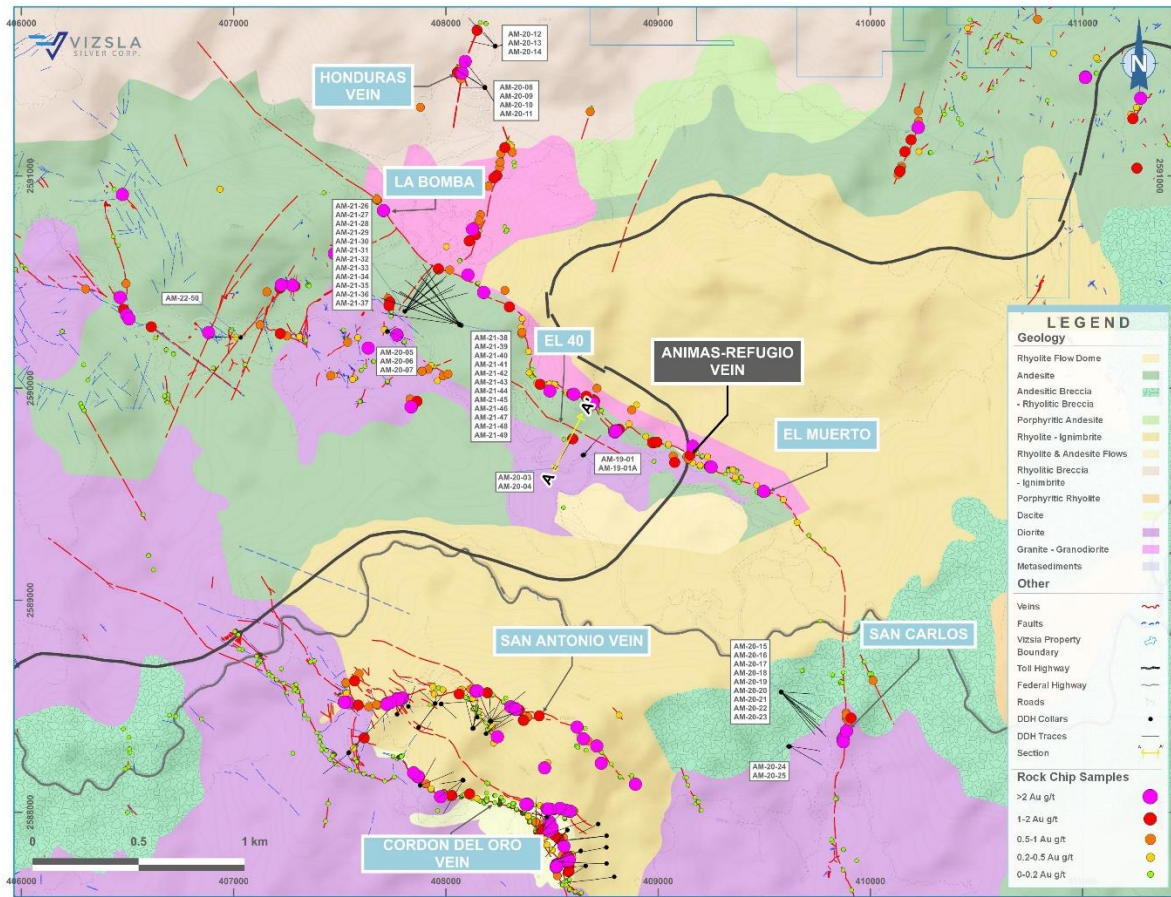 406000
407000
408000
409000
410000
411000
VIZSLA
SILVER CORP.
N
AM-20-12
AM-20-13
AM-20-14
HONDURAS
VEIN
AM-20-08
AM-20-09
AM-20-10
AM-20-11
2591000
2591000
LA BOMBA
AM-21-26
AM-21-27
AM-21-28
AM-21-29
AM-21-30
AM-21-31
AM-21-32
AM-21-33
AM-21-34
AM-21-35
AM-21-36
AM-21-37
AM-22-50
AM-20-05
AM-20-06
AM-20-07
AM-21-38
AM-21-39
AM-21-40
AM-21-41
AM-21-42
AM-21-43
AM-21-44
AM-21-45
AM-21-46
AM-21-47
AM-21-48
AM-21-49
EL 40
ANIMAS-REFUGIO
VEIN
2590000
A'
A
EL MUERTO
AM-19-01
AM-19-01A
AM-20-03
AM-20-04
2589000
SAN ANTONIO VEIN
AM-20-15
AM-20-16
AM-20-17
AM-20-18
AM-20-19
AM-20-20
AM-20-21
AM-20-22
AM-20-23
SAN CARLOS
AM-20-24
AM-20-25
2588000
CORDON DEL ORO
VEIN
0
0.5
1 km
LEGEND
Geology
Rhyolite Flow Dome
Andesite
Andesitic Breccia
- Rhyolitic Breccia
Porphyritic Andesite
Rhyolite - Ignimbrite
Rhyolite & Andesite Flows
Rhyolitic Breccia
- Ignimbrite
Porphyritic Rhyolite
Dacite
Diorite
Granite - Granodiorite
Metasediments
Other
Veins
Faults
Vizsla Property
Boundary
Toll Highway
Federal Highway
Roads
DDH Collars
DDH Traces
Section
Rock Chip Samples
>2 Au g/t
1-2 Au g/t
0.5-1 Au g/t
0.2-0.5 Au g/t
0-0.2 Au g/t
406000
407000
408000
409000
410000